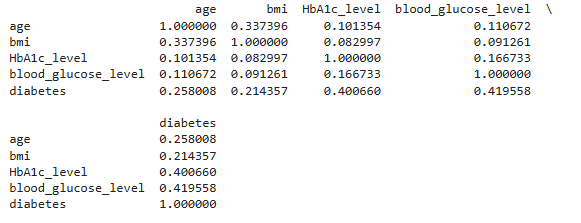 age bmi HbA1c_level blood_glucose_level \
age 1.000000 0.337396 0.101354 0.110672
bmi 0.337396 1.000000 0.082997 0.091261
HbA1c_level 0.101354 0.082997 1.000000 0.166733
blood_glucose_level 0.110672 0.091261 0.166733 1.000000
diabetes 0.258008 0.214357 0.400660 0.419558
diabetes
age 0.258008
bmi 0.214357
HbA1c_level 0.400660
blood_glucose_level 0.419558
diabetes 1.000000